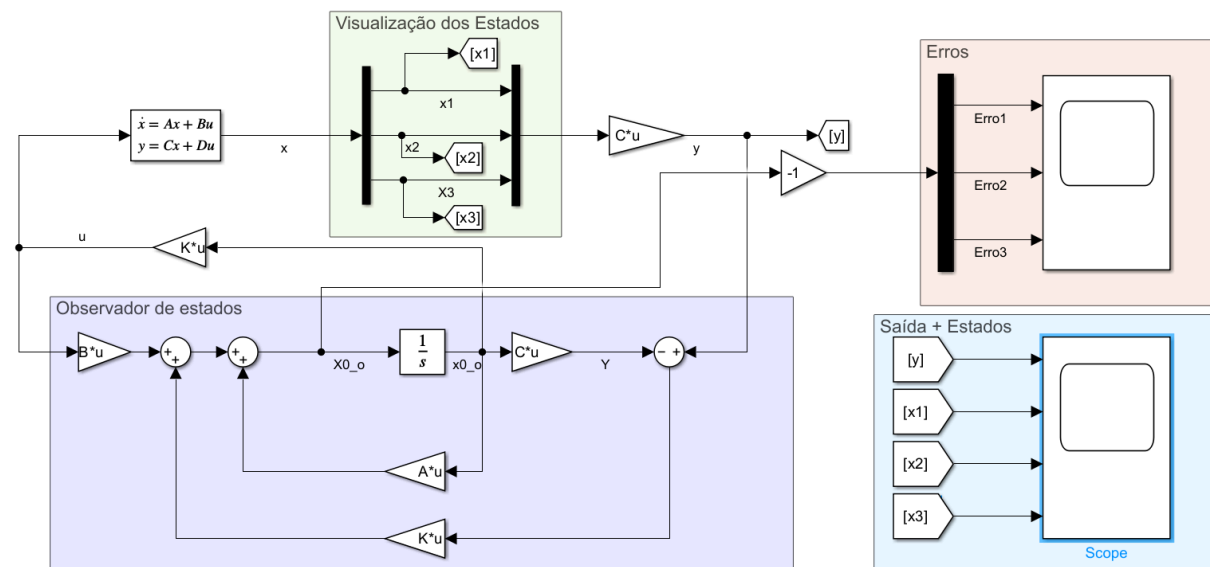 Visualização dos Estados
[x1]
x1
x2
[x2]
X3
[x3]
ẋ = Ax + Bu
y = Cx + Du
x
C*u
y
[y]
-1
Erros
Erro1
Erro2
Erro3
u
K*u
Observador de estados
B*u
+
+
+
+
X0_o
1
s
x0_o
C*u
Y
− +
A*u
K*u
Saída + Estados
[y]
[x1]
[x2]
[x3]
Scope